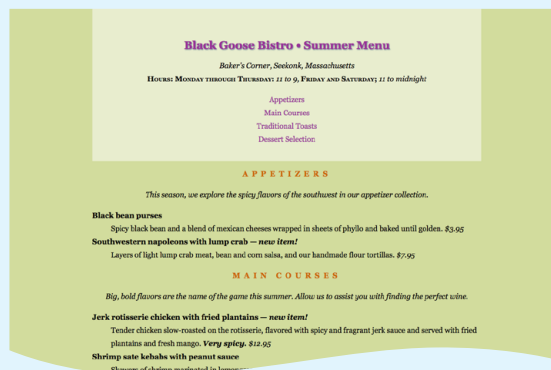 Black Goose Bistro • Summer Menu
Baker's Corner, Seekonk, Massachusetts
Hours: Monday through Thursday: 11 to 9, Friday and Saturday; 11 to midnight
Appetizers
Main Courses
Traditional Toasts
Dessert Selection
APPETIZERS
This season, we explore the spicy flavors of the southwest in our appetizer collection.
Black bean purses
Spicy black bean and a blend of mexican cheeses wrapped in sheets of phyllo and baked until golden. $3.95
Southwestern napoleons with lump crab — new item!
Layers of light lump crab meat, bean and corn salsa, and our handmade flour tortillas. $7.95
MAIN COURSES
Big, bold flavors are the name of the game this summer. Allow us to assist you with finding the perfect wine.
Jerk rotisserie chicken with fried plantains — new item!
Tender chicken slow-roasted on the rotisserie, flavored with spicy and fragrant jerk sauce and served with fried
plantains and fresh mango. Very spicy. $12.95
Shrimp sate kebabs with peanut sauce
Skewers of shrimp marinated in